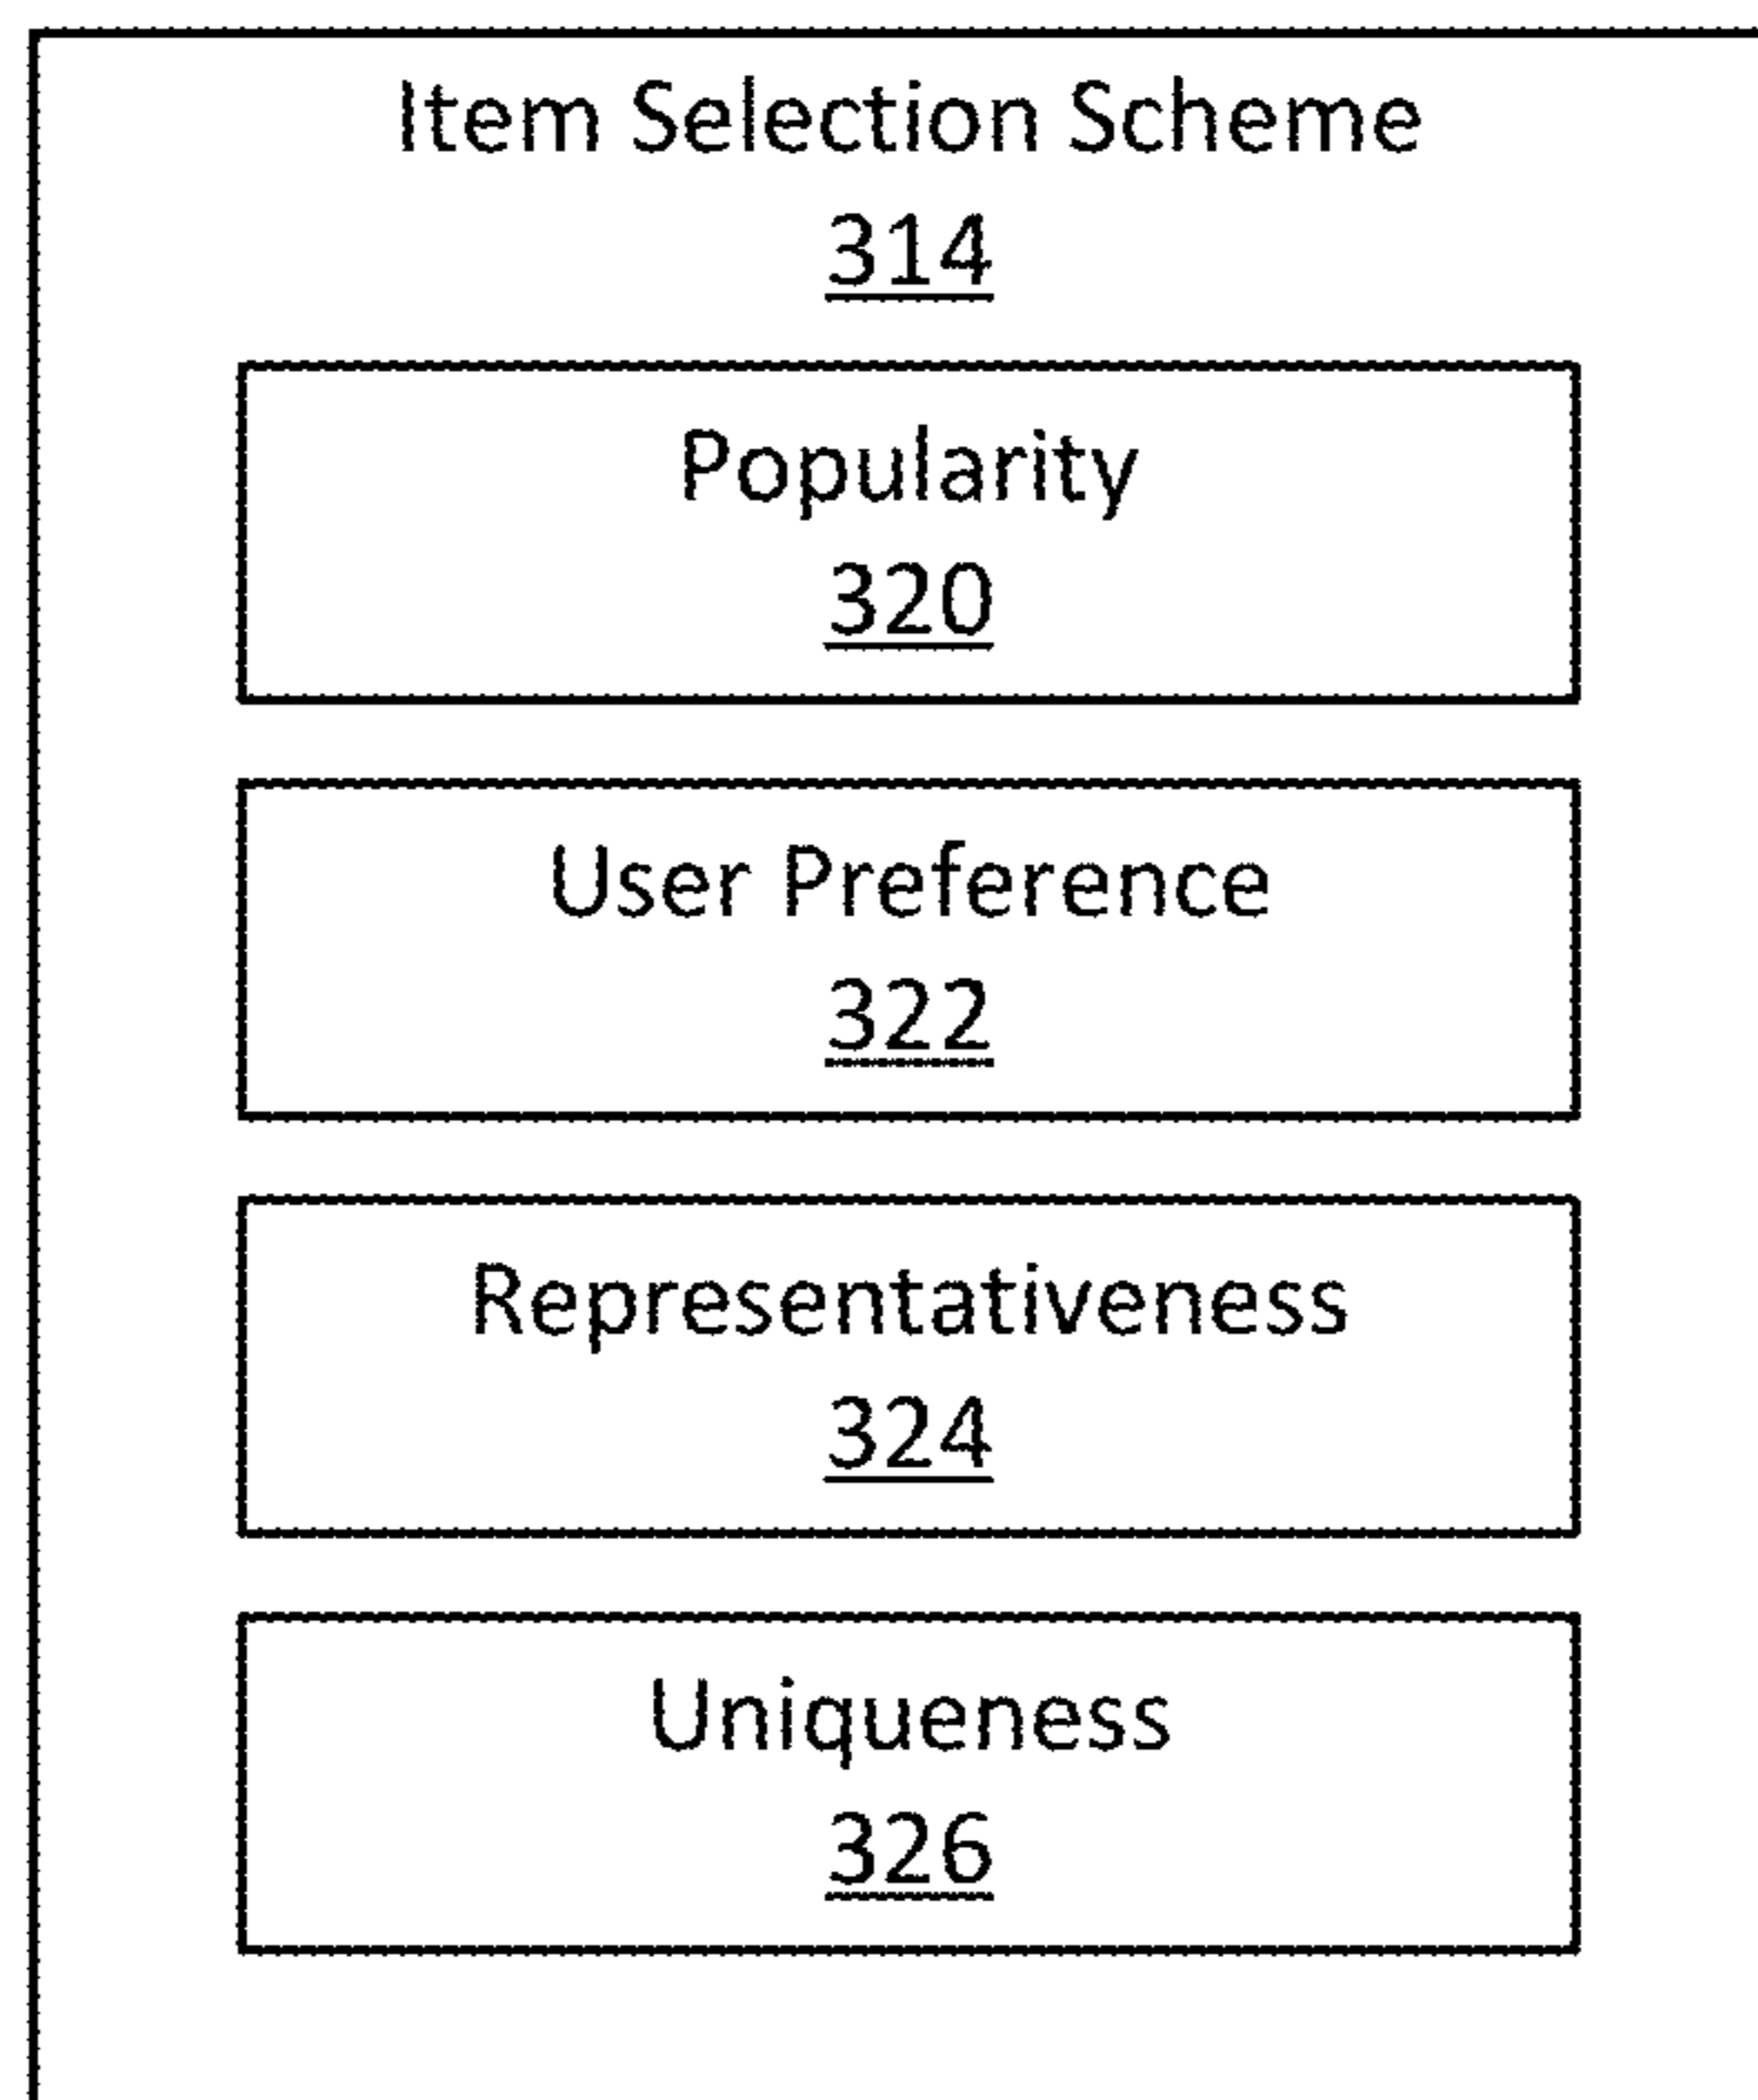 Item Selection Scheme
314
Popularity
320
User Preference
322
Representativeness
324
Uniqueness
326